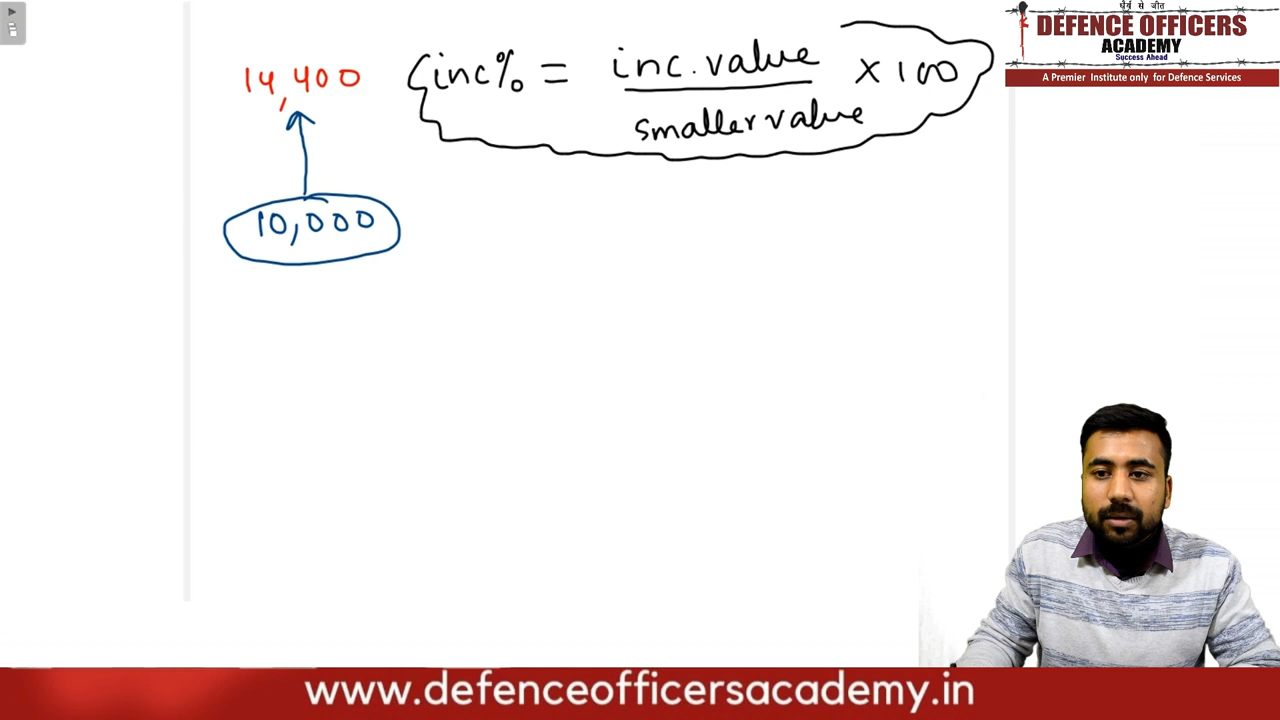 धैर्य से जीत
DEFENCE OFFICERS
ACADEMY
Success Ahead
A Premier Institute only for Defence Services
14,400
inc% = inc. value / smaller value × 100
10,000
www.defenceofficersacademy.in